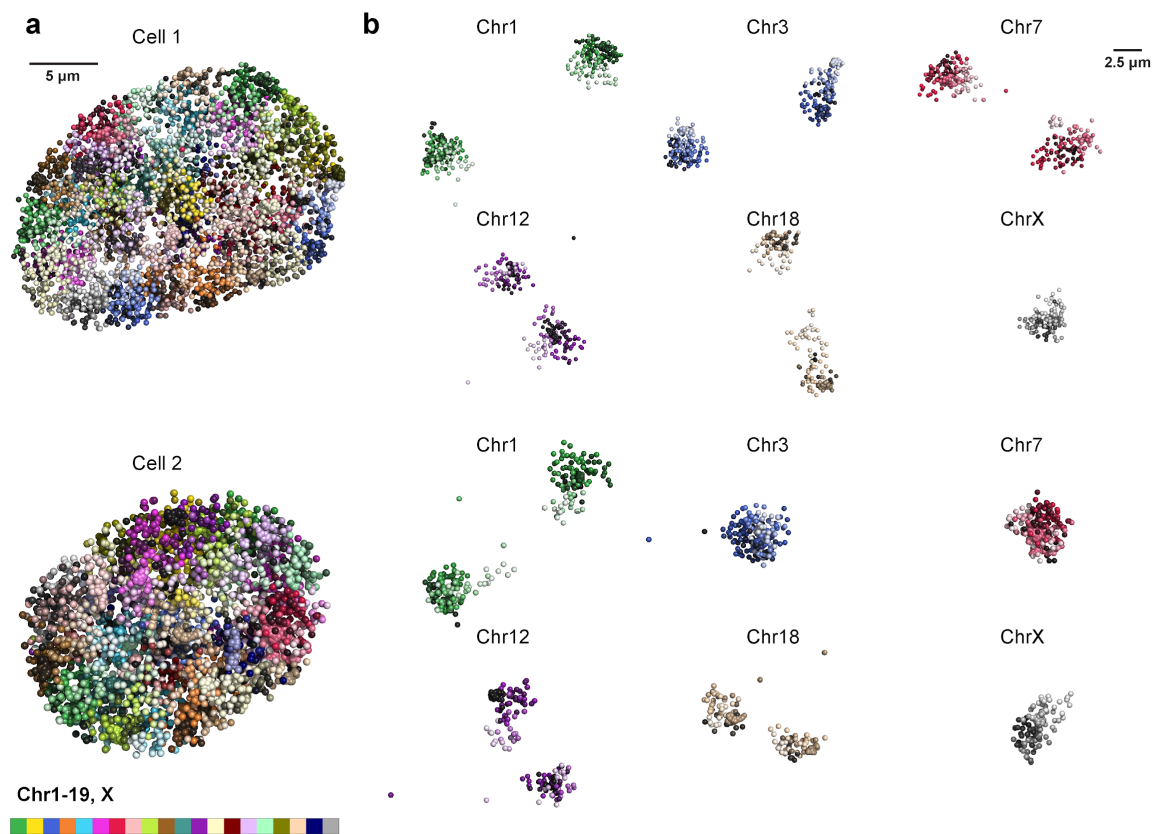 a
Cell 1
5 µm
b
Chr1
Chr3
Chr7
2.5 µm
Chr12
Chr18
ChrX
Cell 2
Chr1
Chr3
Chr7
Chr12
Chr18
ChrX
Chr1-19, X